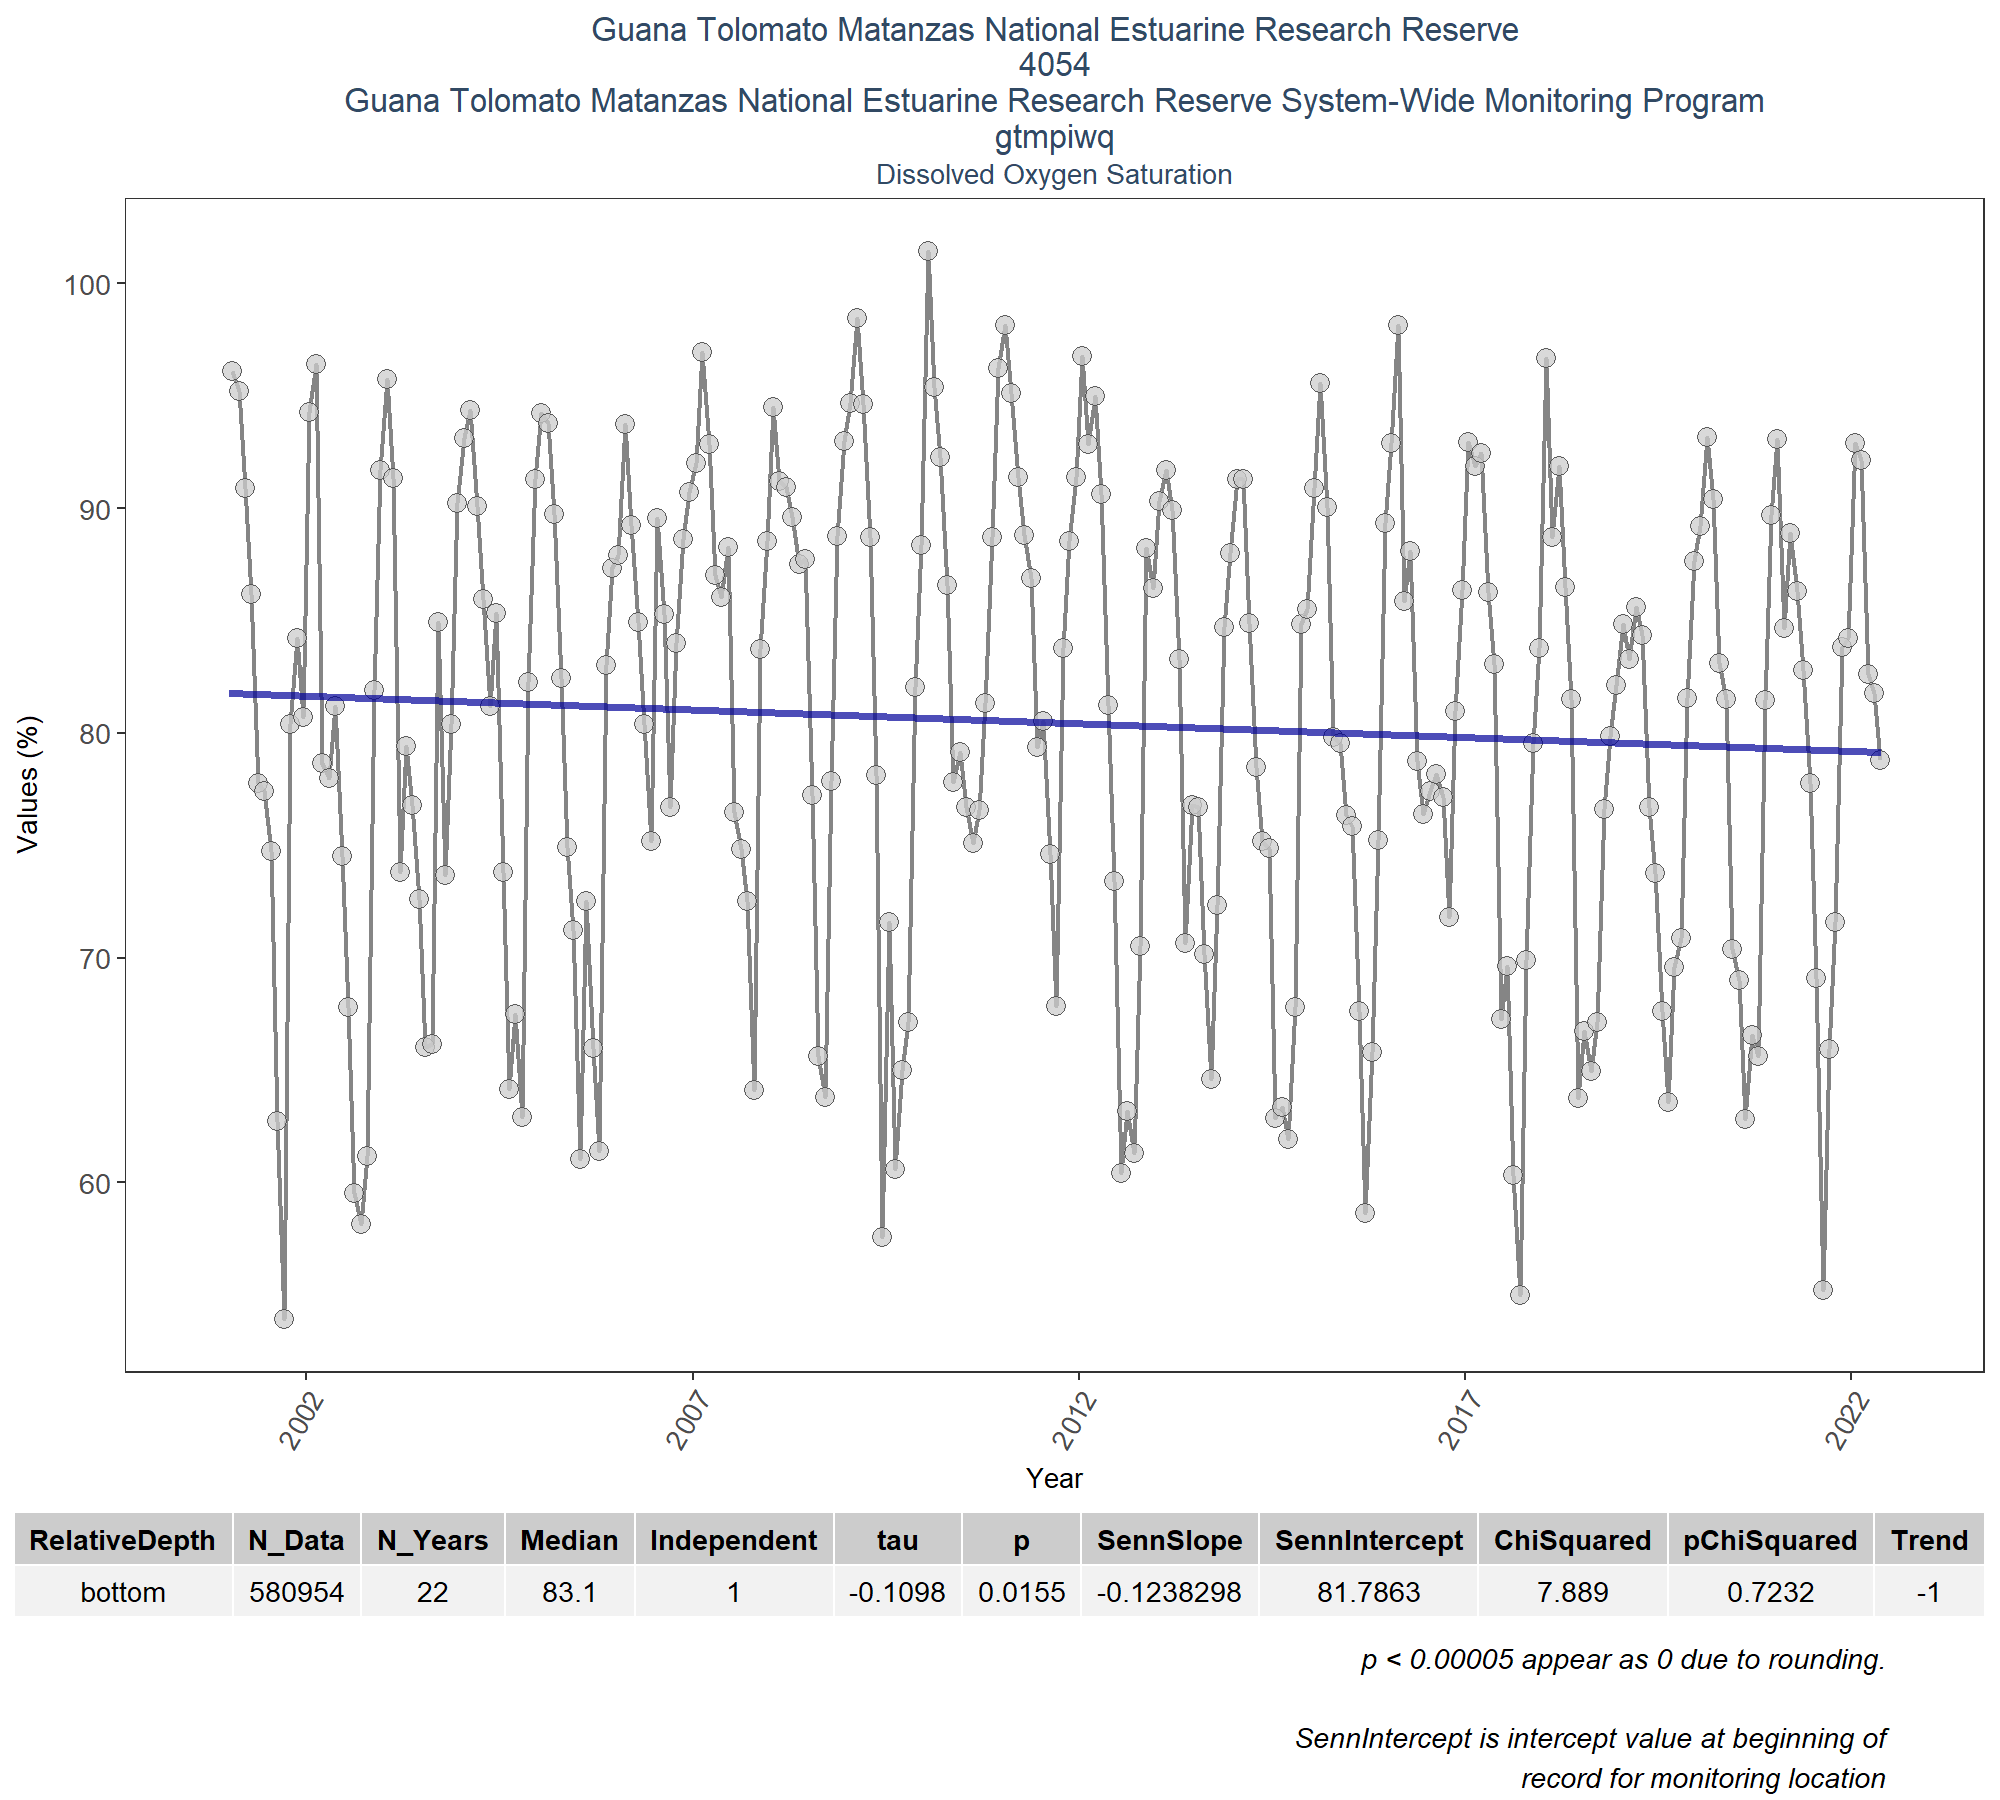 Guana Tolomato Matanzas National Estuarine Research Reserve
4054
Guana Tolomato Matanzas National Estuarine Research Reserve System-Wide Monitoring Program
gtmpiwq
Dissolved Oxygen Saturation
100
90
80
70
60
Values (%)
2002 2007 2012 2017 2022
Year
RelativeDepth N_Data N_Years Median Independent tau p SennSlope SennIntercept ChiSquared pChiSquared Trend
bottom 580954 22 83.1 1 -0.1098 0.0155 -0.1238298 81.7863 7.889 0.7232 -1
p < 0.00005 appear as 0 due to rounding.
SennIntercept is intercept value at beginning of
record for monitoring location